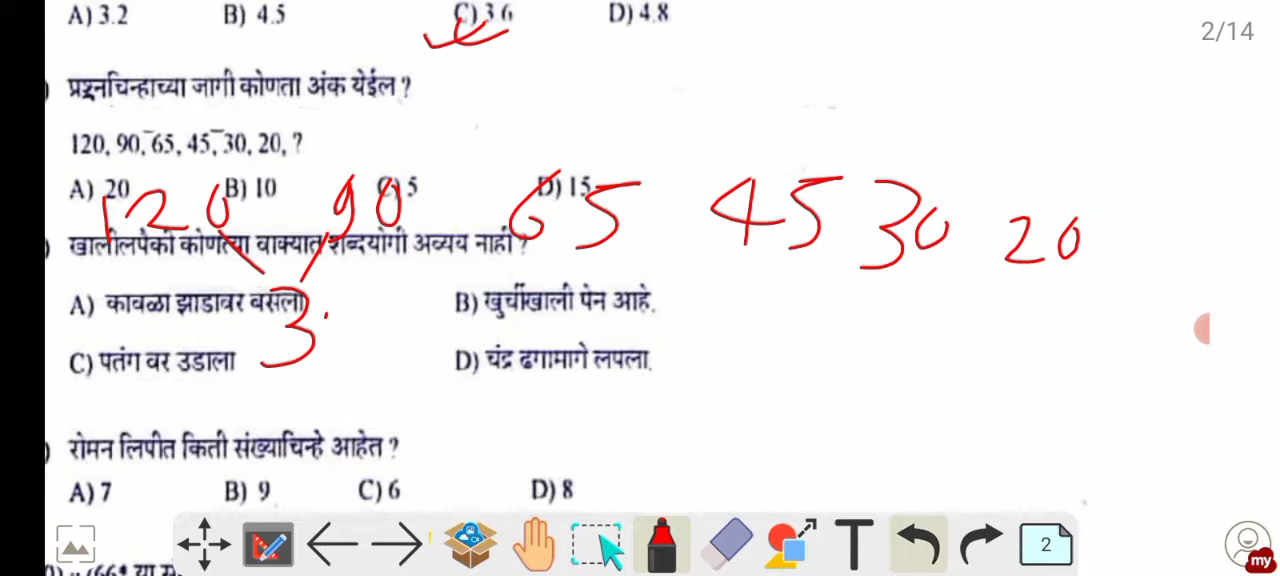 A) 3.2 B) 4.5 C) 3 6 D) 4.8
2/14
प्रश्नचिन्हाच्या जागी कोणता अंक येईल ?
120, 90, 65, 45, 30, 20, ?
A) 20 B) 10 C) 5 D) 15
120 90 65 45 30 20
खालीलपैकी कोणत्या वाक्यात शब्दयोगी अव्यय नाही ?
A) कावळा झाडावर बसला B) खुर्चीखाली पेन आहे.
3
C) पतंग वर उडाला D) चंद्र ढगामागे लपला.
रोमन लिपीत किती संख्याचिन्हे आहेत ?
A) 7 B) 9 C) 6 D) 8
T 2 my